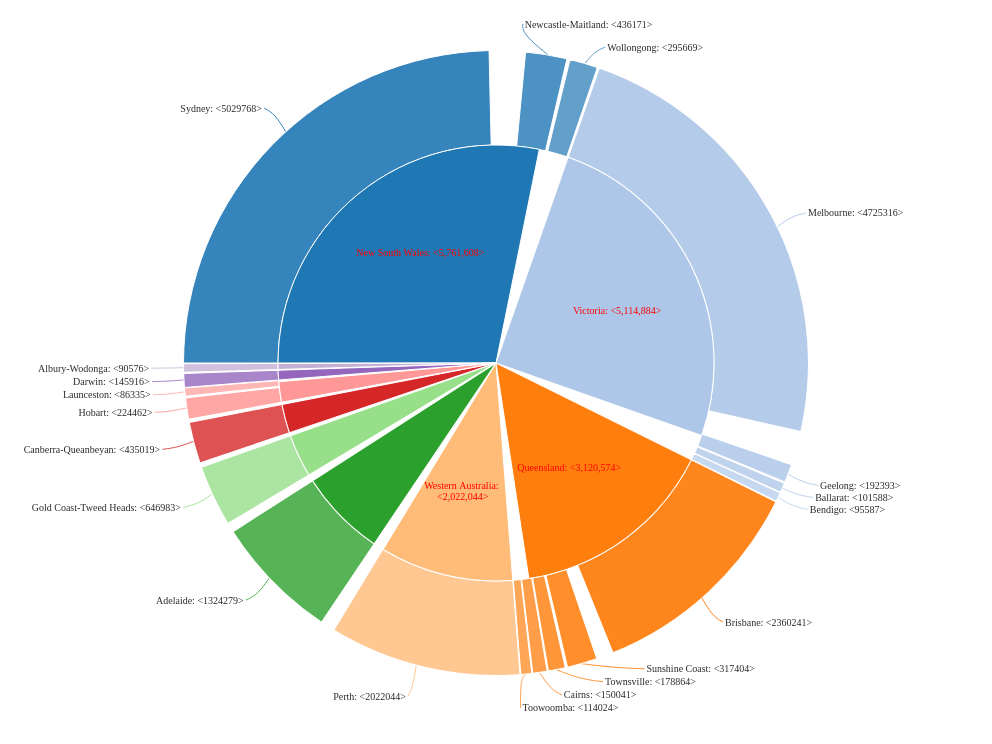 Newcastle-Maitland: <436171>
Wollongong: <295669>
Sydney: <5029768>
Melbourne: <4725316>
New South Wales: <5,761,608>
Victoria: <5,114,884>
Albury-Wodonga: <90576>
Darwin: <145916>
Launceston: <86335>
Hobart: <224462>
Canberra-Queanbeyan: <435019>
Queensland: <3,120,574>
Western Australia:
<2,022,044>
Geelong: <192393>
Ballarat: <101588>
Bendigo: <95587>
Gold Coast-Tweed Heads: <646983>
Adelaide: <1324279>
Brisbane: <2360241>
Sunshine Coast: <317404>
Townsville: <178864>
Cairns: <150041>
Perth: <2022044>
Toowoomba: <114024>